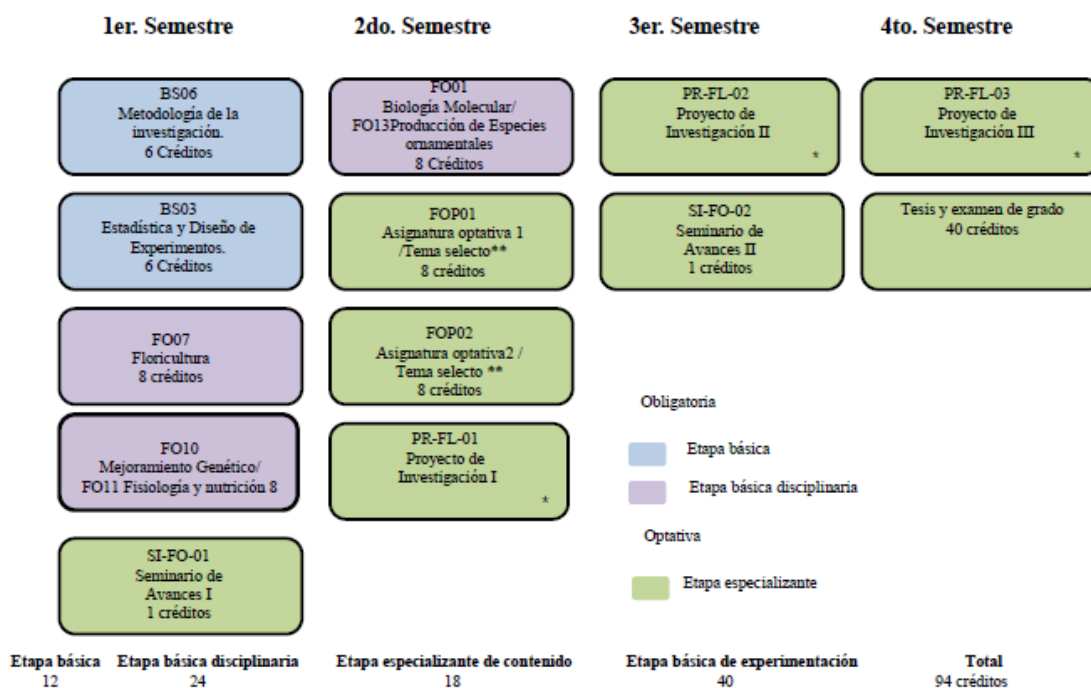 1er. Semestre
2do. Semestre
3er. Semestre
4to. Semestre
BS06
Metodología de la
investigación.
6 Créditos
BS03
Estadística y Diseño de
Experimentos.
6 Créditos
FO07
Floricultura
8 créditos
FO10
Mejoramiento Genético/
FO11 Fisiología y nutrición 8
SI-FO-01
Seminario de
Avances I
1 créditos
FO01
Biología Molecular/
FO13Producción de Especies
ornamentales
8 Créditos
FOP01
Asignatura optativa 1
/Tema selecto**
8 créditos
FOP02
Asignatura optativa2 /
Tema selecto **
8 créditos
PR-FL-01
Proyecto de
Investigación I
*
PR-FL-02
Proyecto de
Investigación II
*
SI-FO-02
Seminario de
Avances II
1 créditos
PR-FL-03
Proyecto de
Investigación III
*
Tesis y examen de grado
40 créditos
Obligatoria
Etapa básica
Etapa básica disciplinaria
Optativa
Etapa especializante
Etapa básica
12
Etapa básica disciplinaria
24
Etapa especializante de contenido
18
Etapa básica de experimentación
40
Total
94 créditos